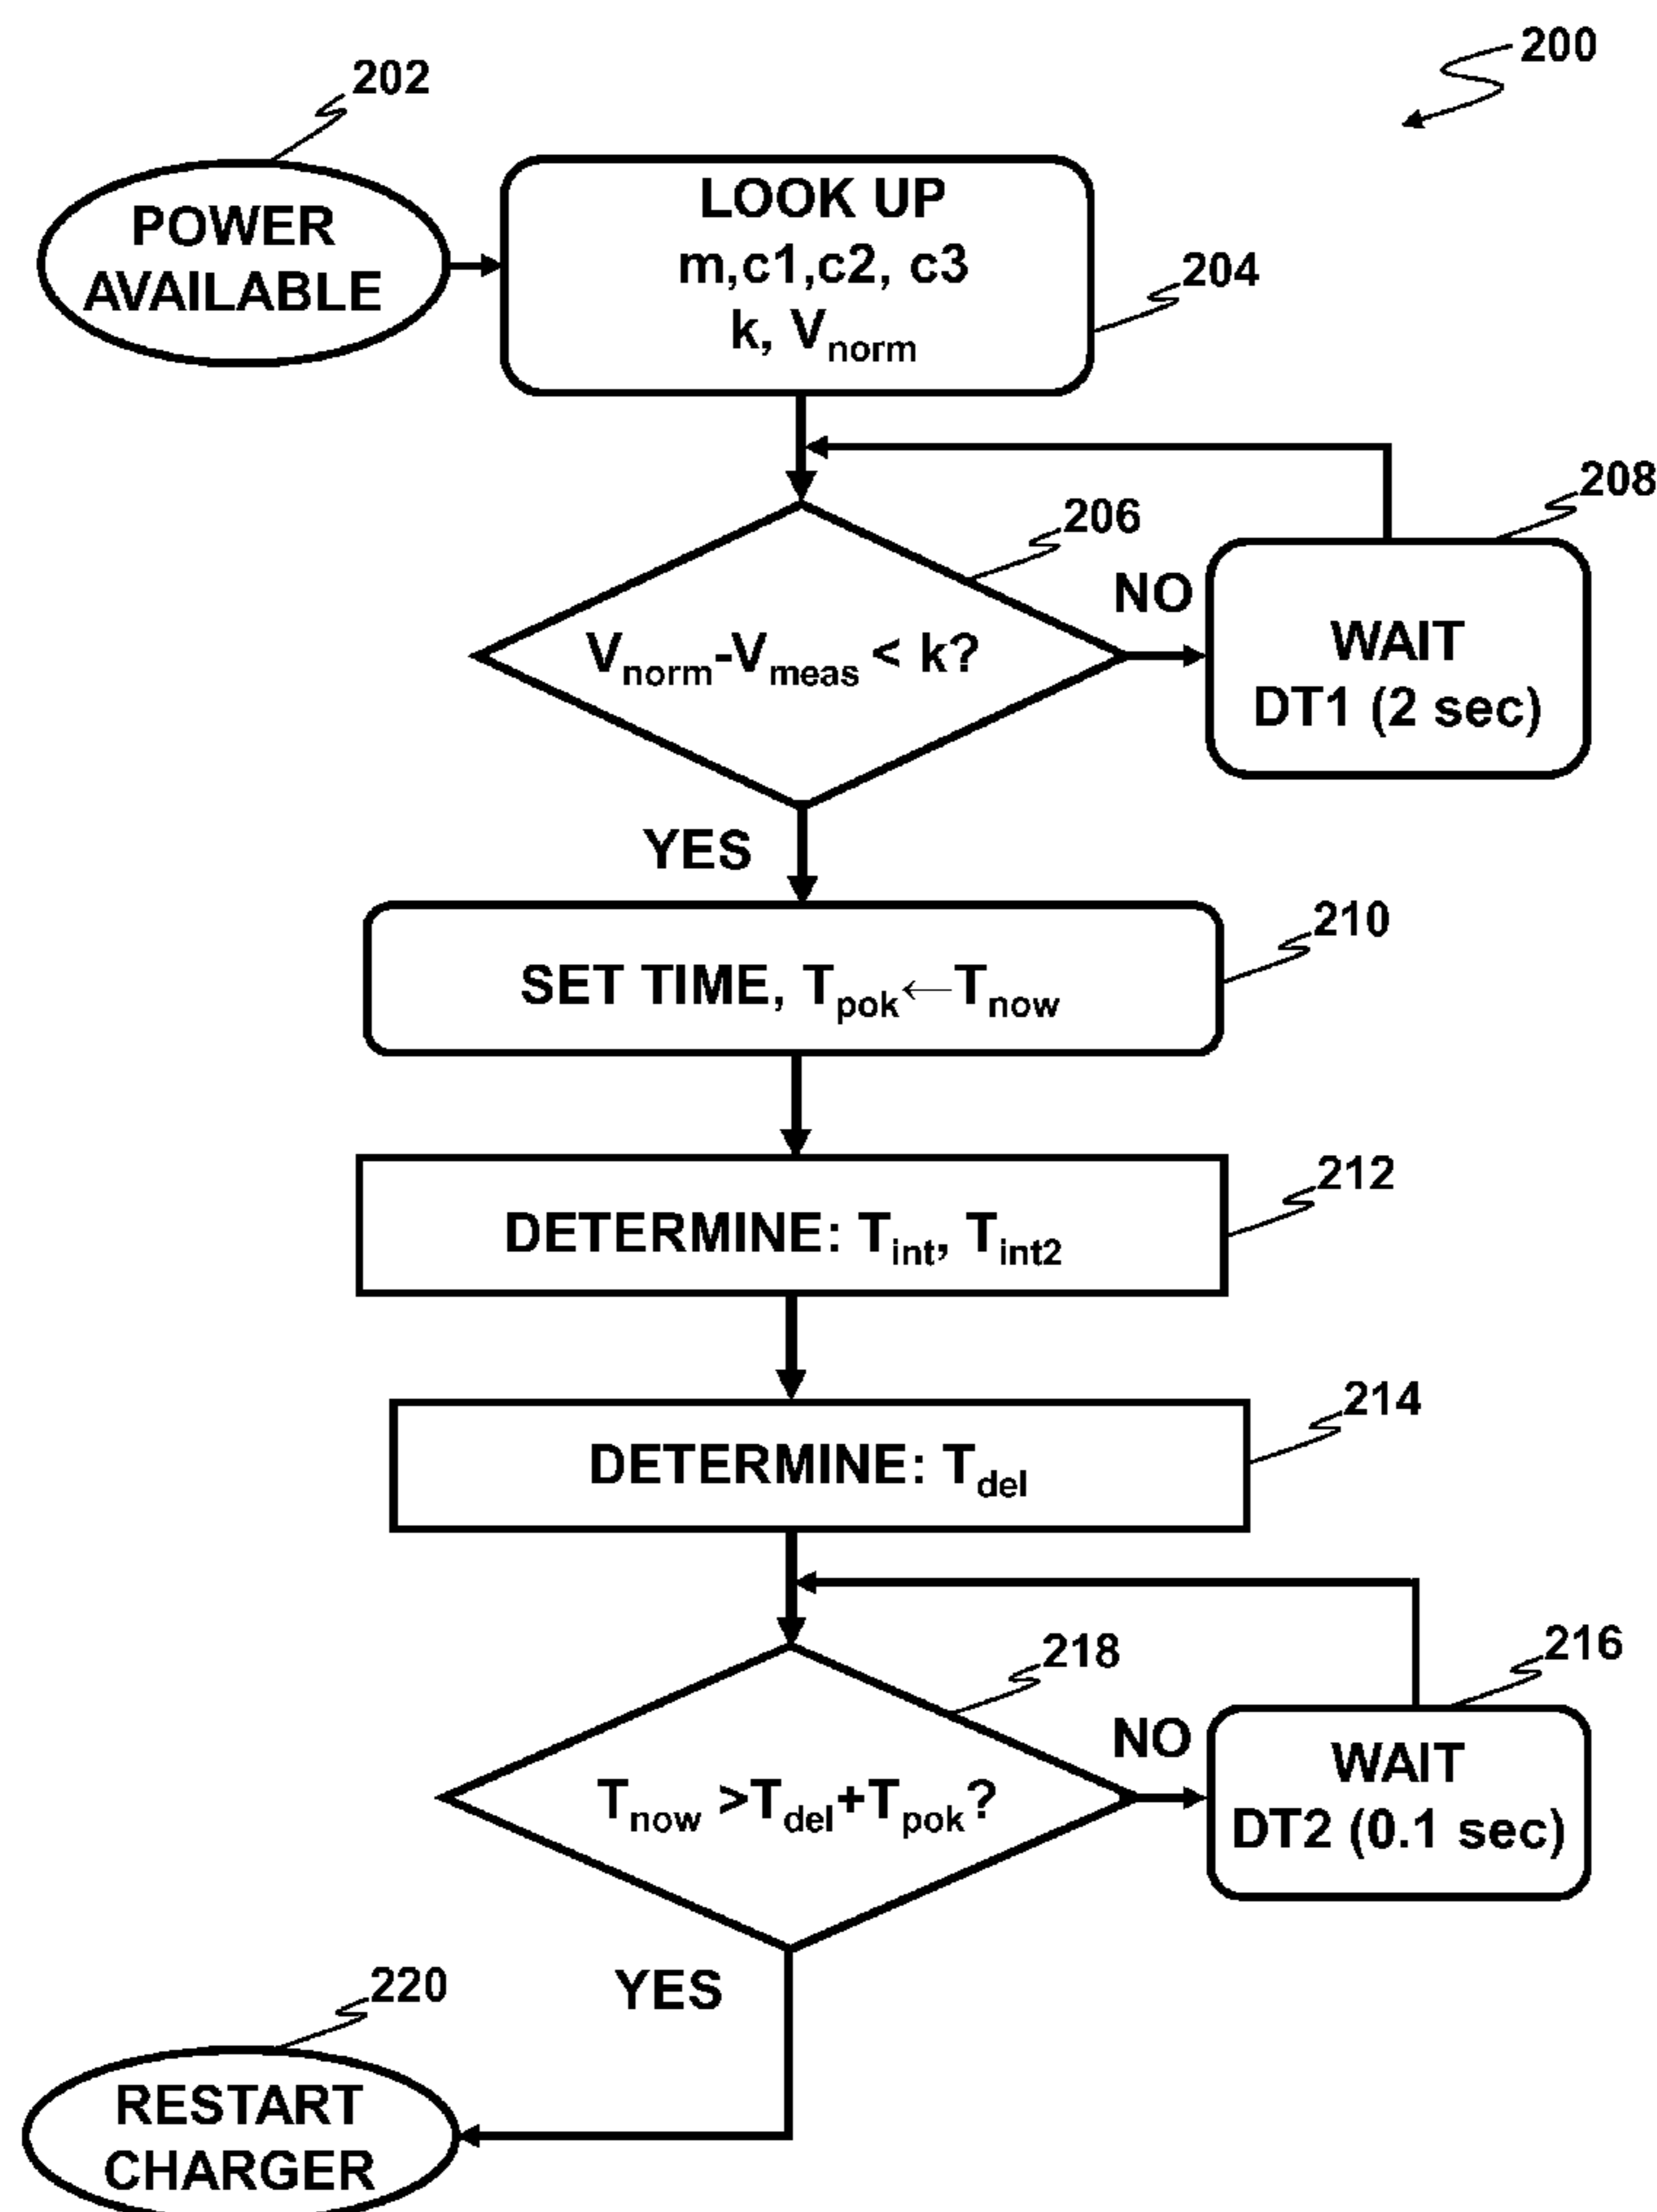 200
202
POWER
AVAILABLE
LOOK UP
m,c1,c2, c3
k, Vnorm
204
206
Vnorm-Vmeas < k?
NO
208
WAIT
DT1 (2 sec)
YES
210
SET TIME, Tpok←Tnow
212
DETERMINE: Tint, Tint2
214
DETERMINE: Tdel
218
Tnow >Tdel+Tpok?
NO
216
WAIT
DT2 (0.1 sec)
YES
220
RESTART
CHARGER